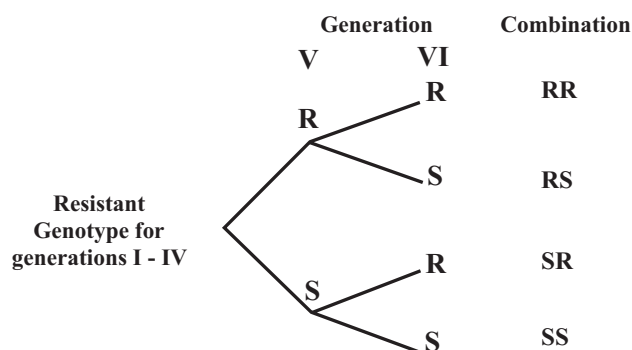 Generation Combination
V VI
R RR
R
S RS
Resistant
Genotype for
generations I - IV
R SR
S
S SS